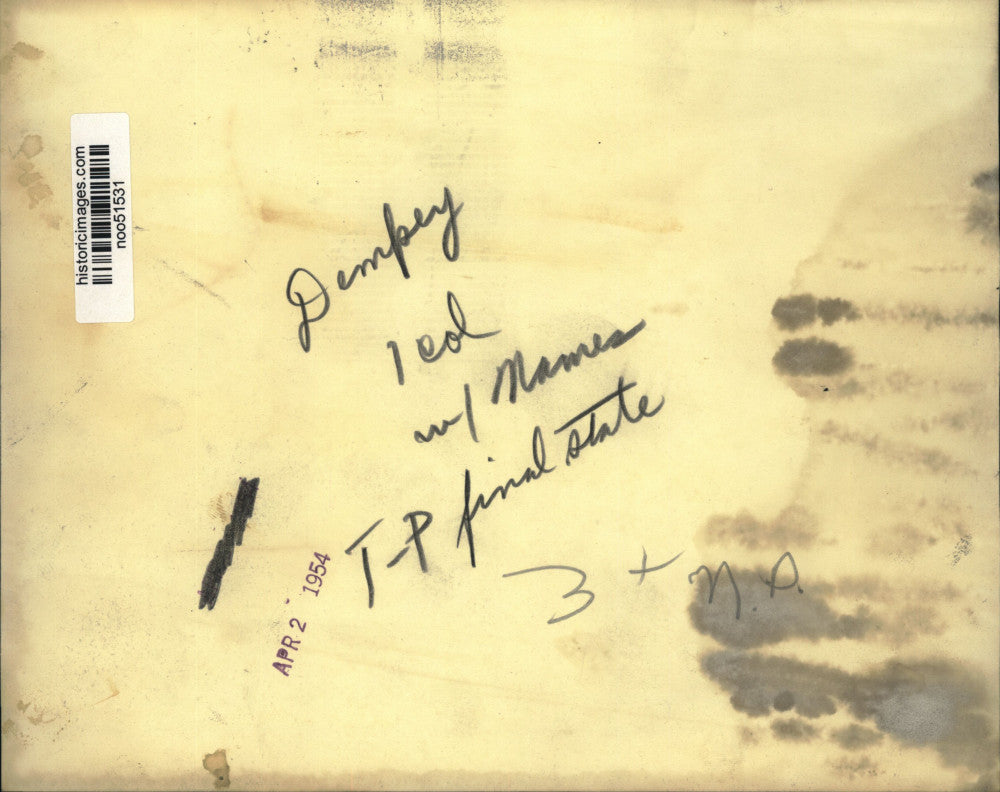 historicimages.com
noo51531
Dempsey
1 col
w/ Names
T-P final state
3 + N.A.
APR 2 1954